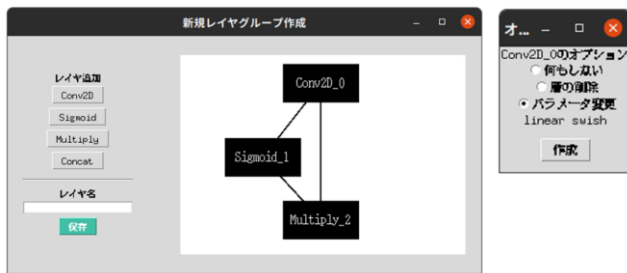 新規レイヤグループ作成
レイヤ追加
Conv2D
Sigmoid
Multiply
Concat
レイヤ名
保存
Conv2D_0
Sigmoid_1
Multiply_2
オ...
Conv2D_0のオプション
何もしない
層の削除
パラメータ変更
linear swish
作成